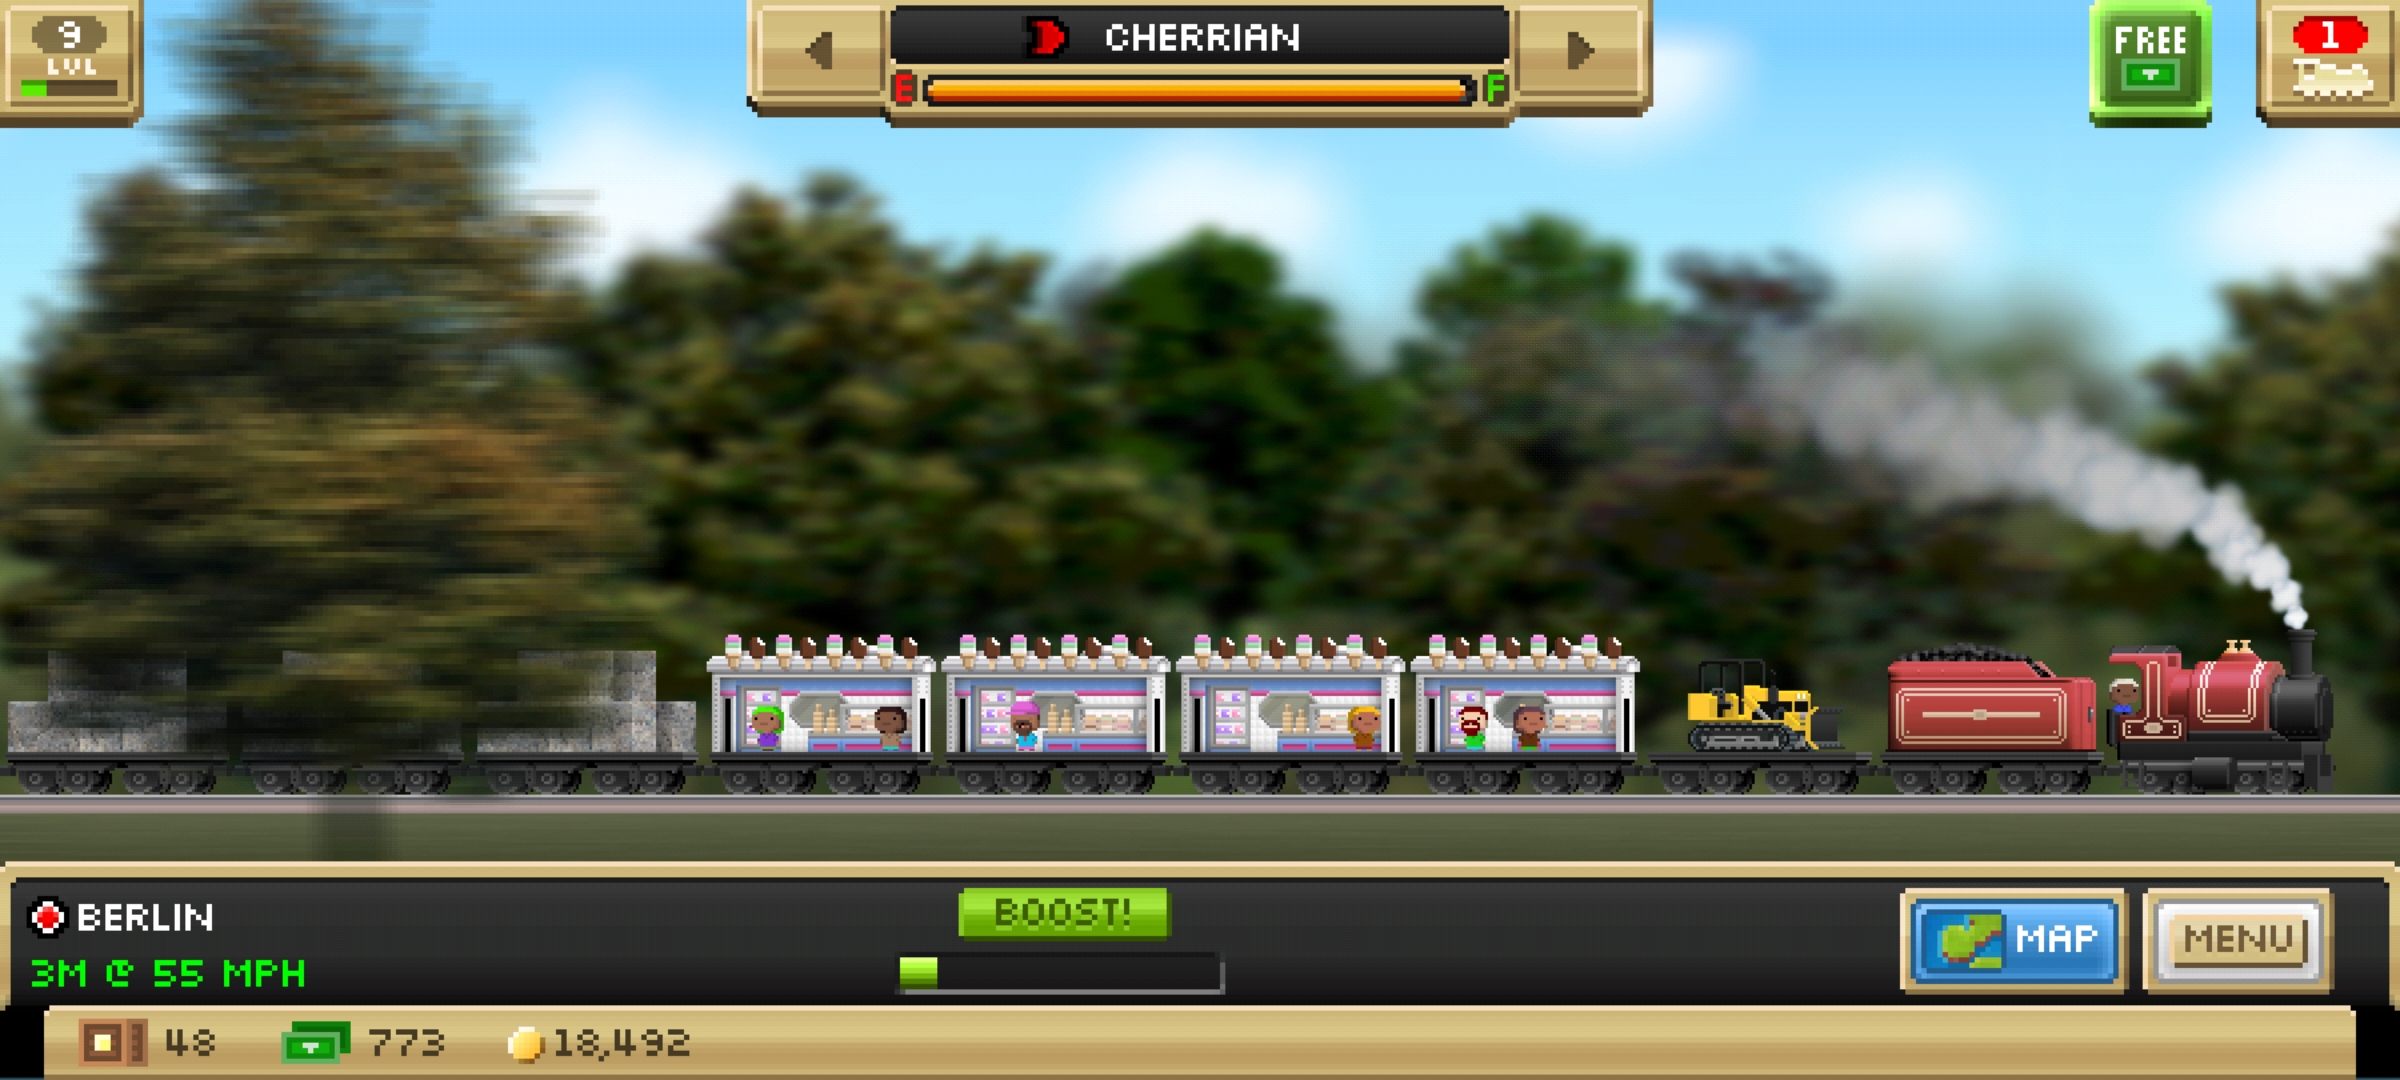 9
LVL
CHERRIAN
E F
FREE
1
BERLIN
3M @ 55 MPH
BOOST!
MAP
MENU
48
773
18,492